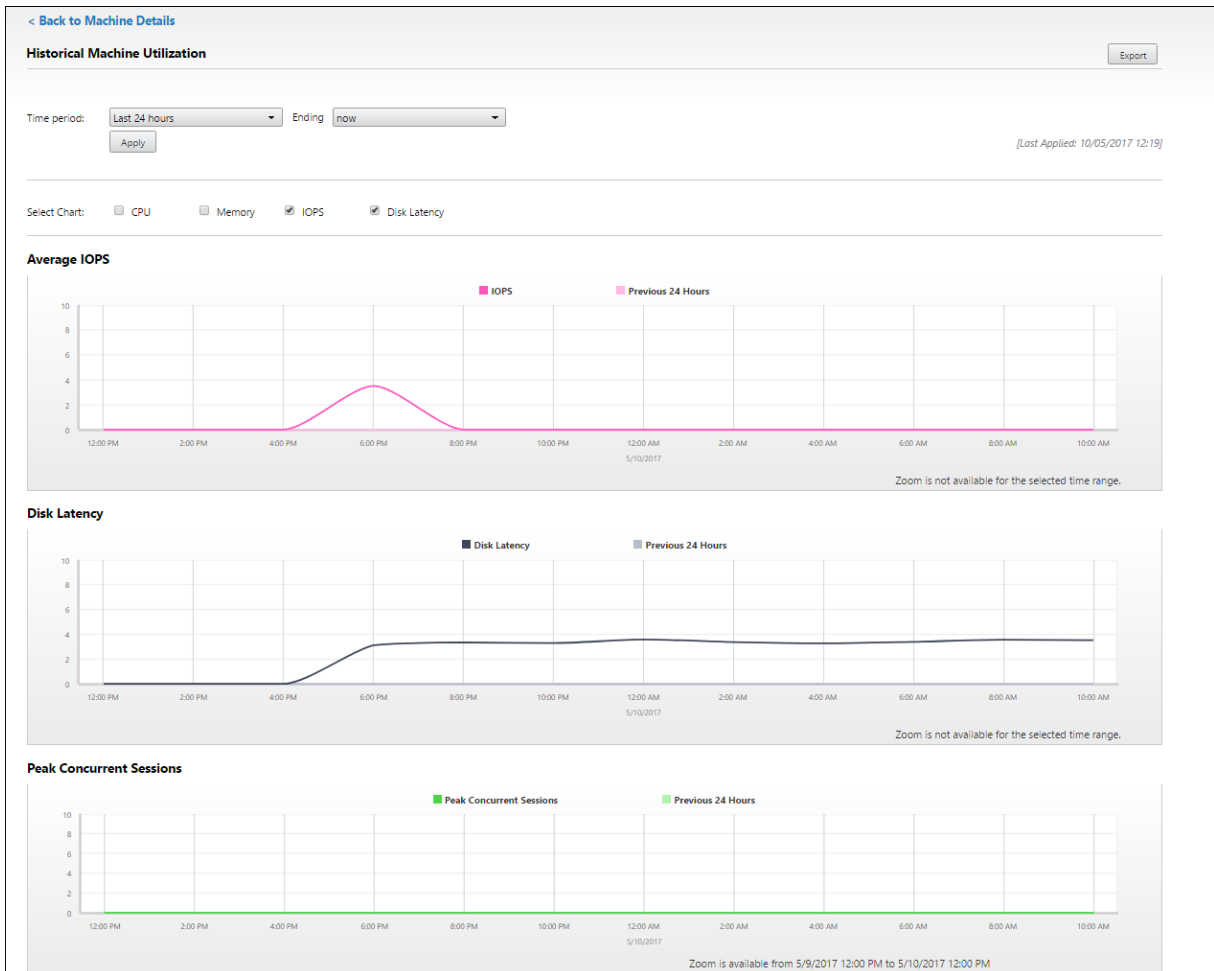 < Back to Machine Details
Historical Machine Utilization
Export
Time period: Last 24 hours Ending now
Apply
[Last Applied: 10/05/2017 12:19]
Select Chart: CPU Memory IOPS Disk Latency
Average IOPS
IOPS Previous 24 Hours
10
8
6
4
2
0
12:00 PM 2:00 PM 4:00 PM 6:00 PM 8:00 PM 10:00 PM 12:00 AM 2:00 AM 4:00 AM 6:00 AM 8:00 AM 10:00 AM
5/10/2017
Zoom is not available for the selected time range.
Disk Latency
Disk Latency Previous 24 Hours
10
8
6
4
2
0
12:00 PM 2:00 PM 4:00 PM 6:00 PM 8:00 PM 10:00 PM 12:00 AM 2:00 AM 4:00 AM 6:00 AM 8:00 AM 10:00 AM
5/10/2017
Zoom is not available for the selected time range.
Peak Concurrent Sessions
Peak Concurrent Sessions Previous 24 Hours
10
8
6
4
2
0
12:00 PM 2:00 PM 4:00 PM 6:00 PM 8:00 PM 10:00 PM 12:00 AM 2:00 AM 4:00 AM 6:00 AM 8:00 AM 10:00 AM
5/10/2017
Zoom is available from 5/9/2017 12:00 PM to 5/10/2017 12:00 PM